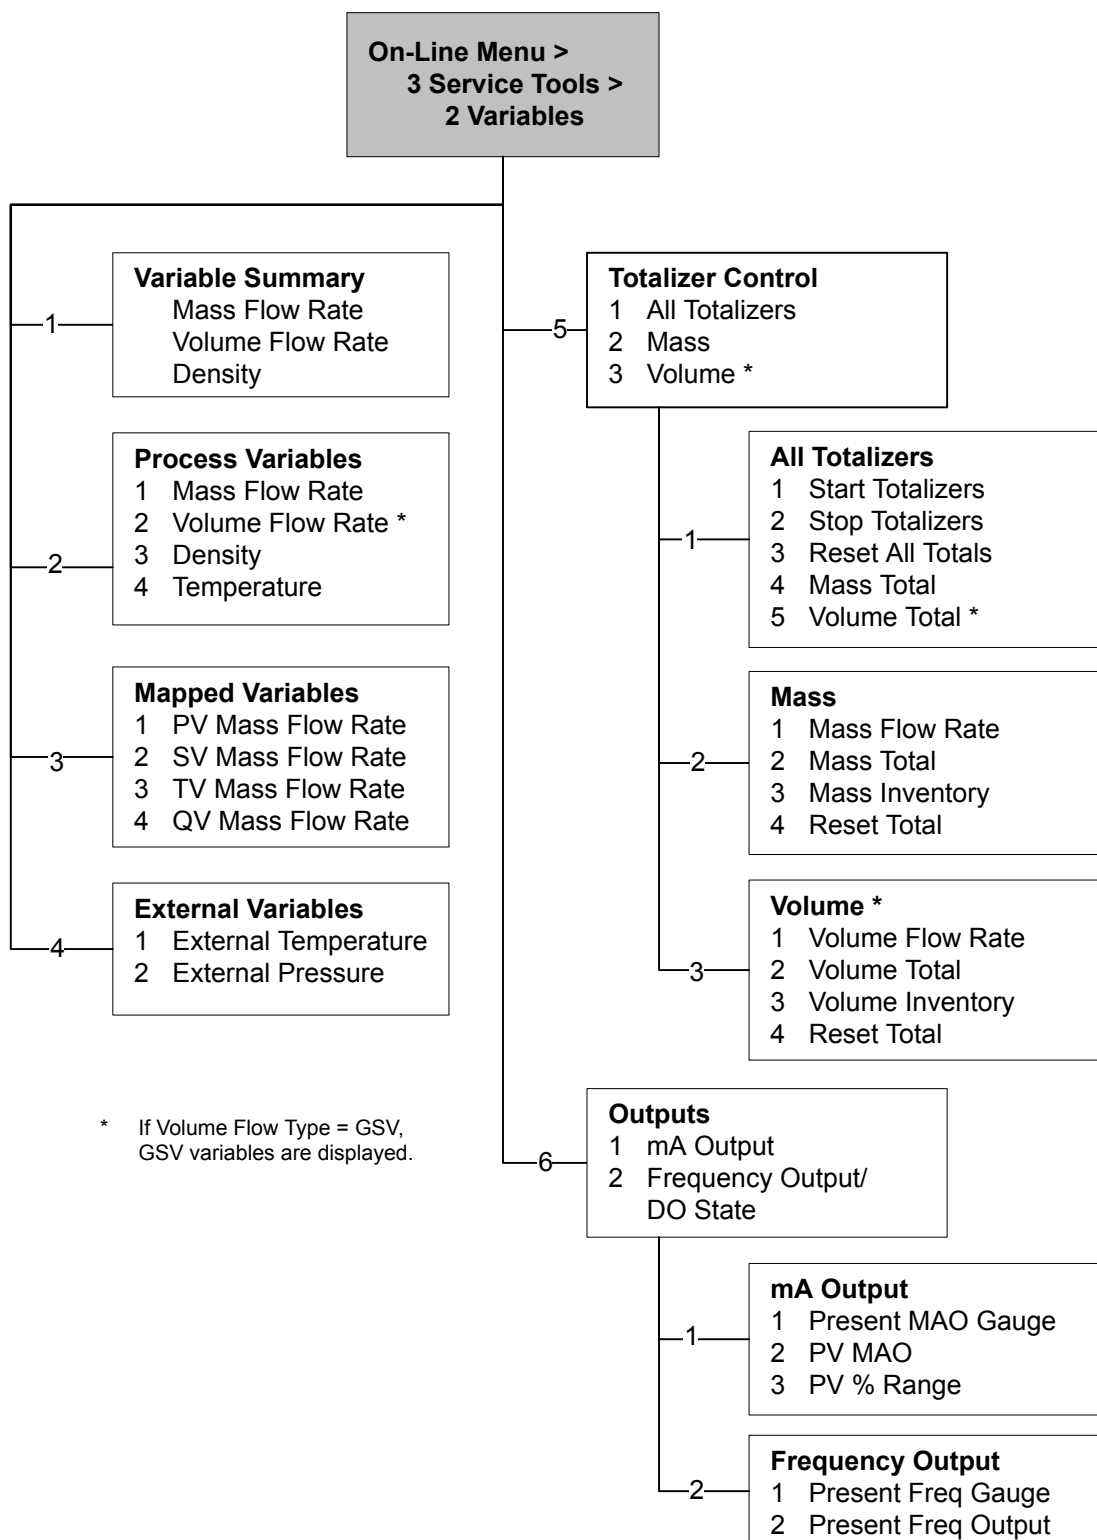 On-Line Menu >
3 Service Tools >
2 Variables
1
Variable Summary
Mass Flow Rate
Volume Flow Rate
Density
2
Process Variables
1 Mass Flow Rate
2 Volume Flow Rate *
3 Density
4 Temperature
3
Mapped Variables
1 PV Mass Flow Rate
2 SV Mass Flow Rate
3 TV Mass Flow Rate
4 QV Mass Flow Rate
4
External Variables
1 External Temperature
2 External Pressure
* If Volume Flow Type = GSV,
GSV variables are displayed.
5
Totalizer Control
1 All Totalizers
2 Mass
3 Volume *
1
All Totalizers
1 Start Totalizers
2 Stop Totalizers
3 Reset All Totals
4 Mass Total
5 Volume Total *
2
Mass
1 Mass Flow Rate
2 Mass Total
3 Mass Inventory
4 Reset Total
3
Volume *
1 Volume Flow Rate
2 Volume Total
3 Volume Inventory
4 Reset Total
6
Outputs
1 mA Output
2 Frequency Output/
DO State
1
mA Output
1 Present MAO Gauge
2 PV MAO
3 PV % Range
2
Frequency Output
1 Present Freq Gauge
2 Present Freq Output